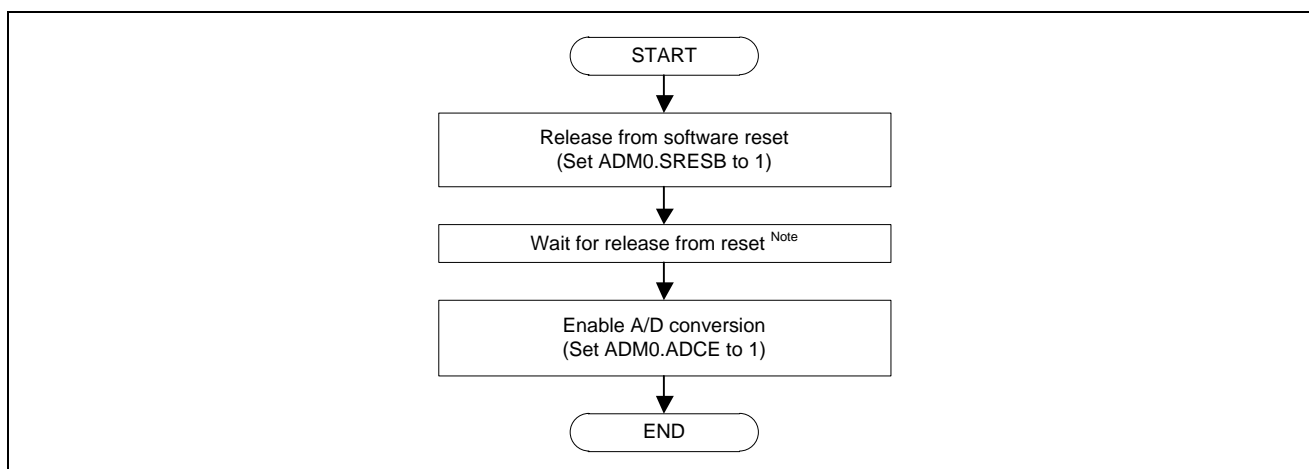 START
Release from software reset
(Set ADM0.SRESB to 1)
Wait for release from reset Note
Enable A/D conversion
(Set ADM0.ADCE to 1)
END